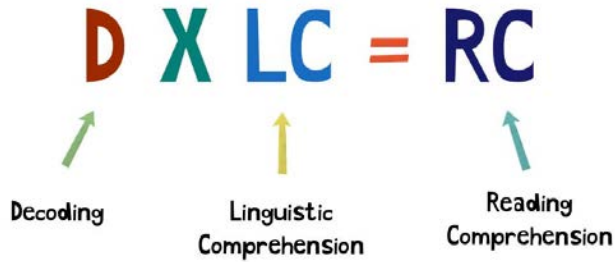 D X LC = RC
Decoding
Linguistic
Comprehension
Reading
Comprehension